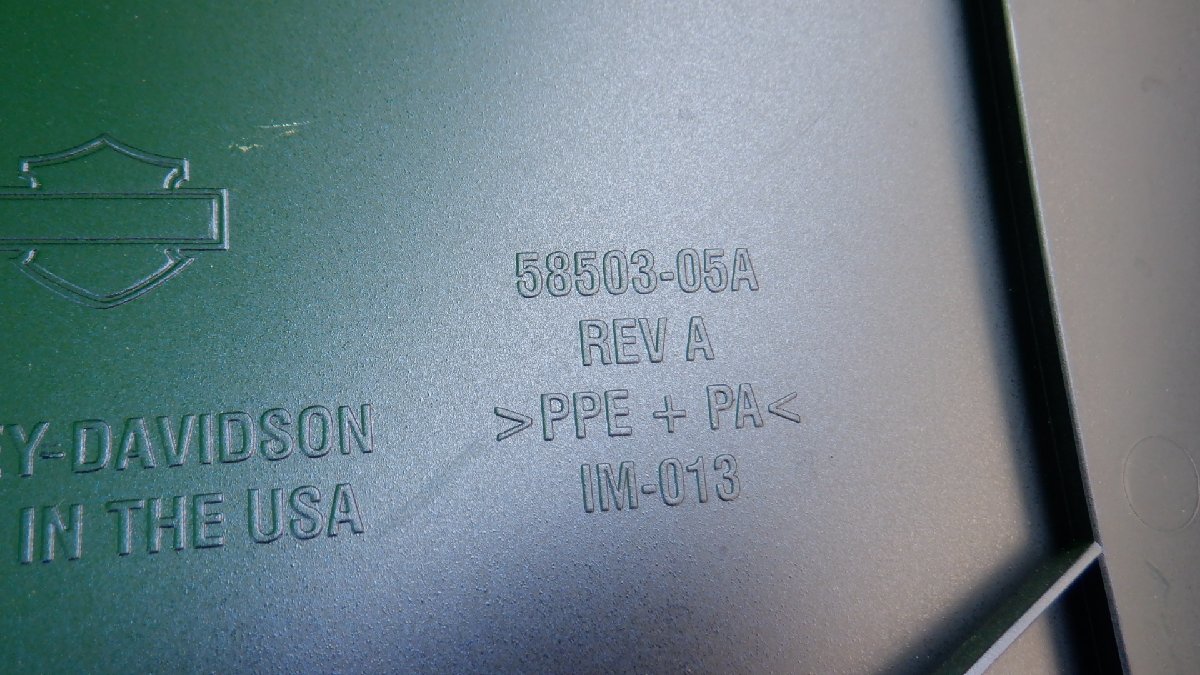 EY-DAVIDSON
IN THE USA
58503-05A
REV A
>PPE + PA<
IM-013